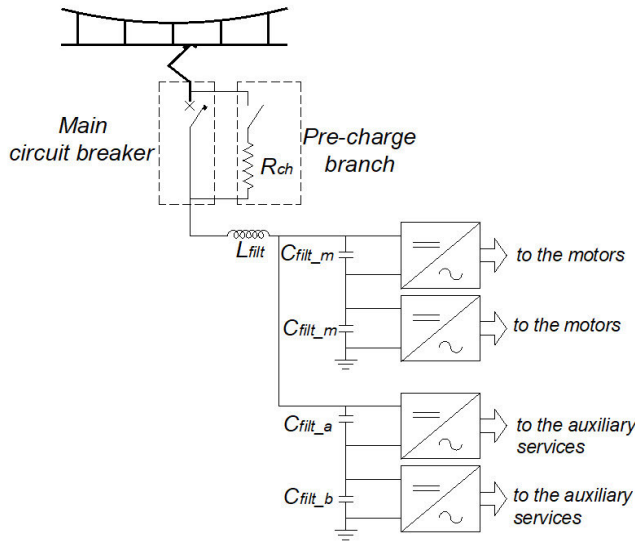 Main
circuit breaker
Pre-charge
branch
Rch
Lfilt
Cfilt_m
to the motors
Cfilt_m
to the motors
Cfilt_a
to the auxiliary
services
Cfilt_b
to the auxiliary
services